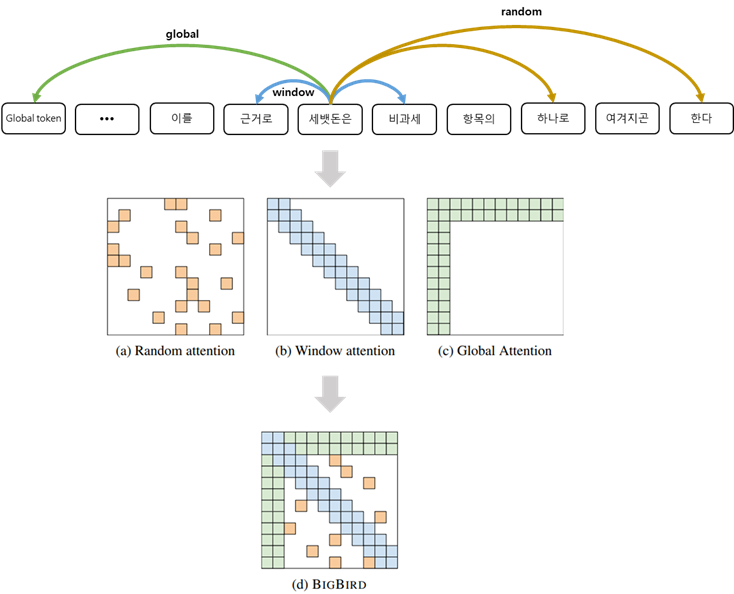 random
global
window
Global token ••• 이를 근거로 세뱃돈은 비과세 항목의 하나로 여겨지곤 한다
(a) Random attention (b) Window attention (c) Global Attention
(d) BIGBIRD